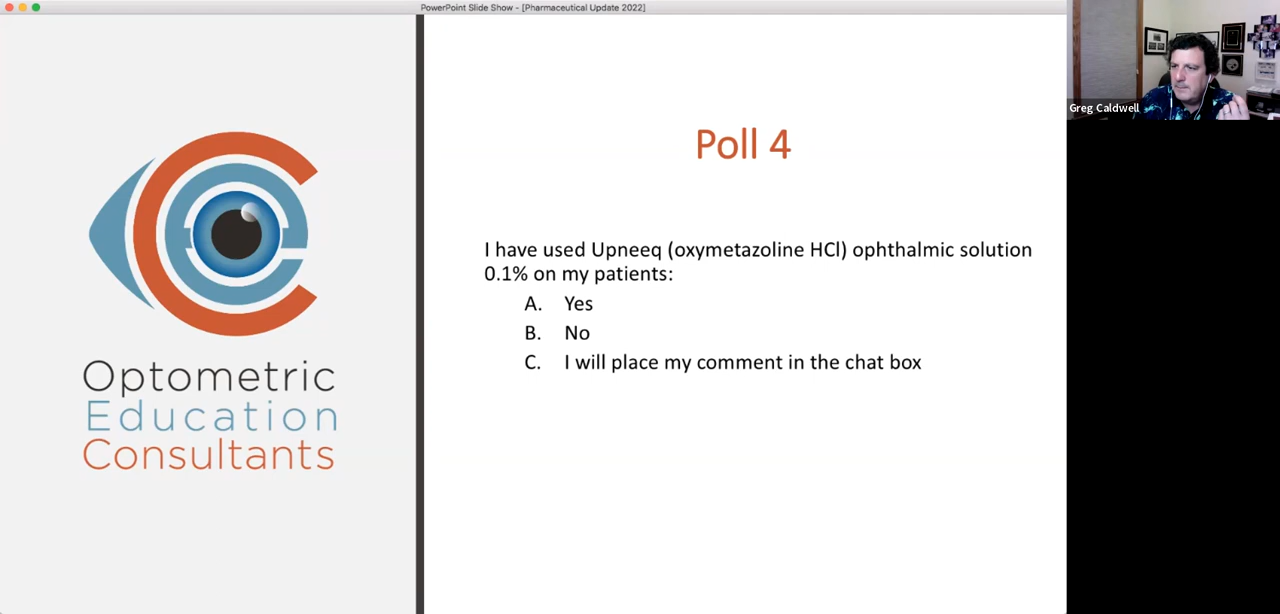 PowerPoint Slide Show - [Pharmaceutical Update 2022]
Greg Caldwell
Poll 4
I have used Upneeq (oxymetazoline HCl) ophthalmic solution
0.1% on my patients:
A. Yes
B. No
C. I will place my comment in the chat box
Optometric
Education
Consultants